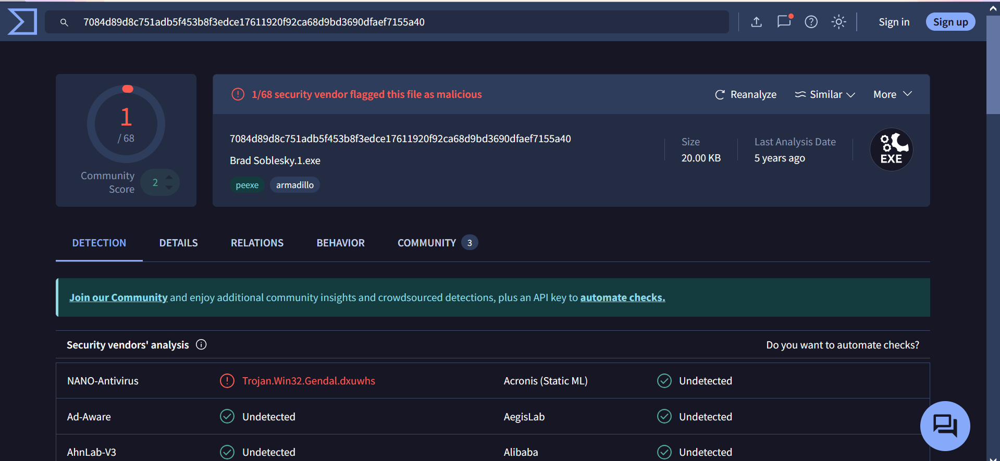 7084d89d8c751adb5f453b8f3edce17611920f92ca68d9bd3690dfaef7155a40
Sign in
Sign up
1
/ 68
Community
Score
2
1/68 security vendor flagged this file as malicious
Reanalyze
Similar
More
7084d89d8c751adb5f453b8f3edce17611920f92ca68d9bd3690dfaef7155a40
Brad Soblesky.1.exe
peexe
armadillo
Size
20.00 KB
Last Analysis Date
5 years ago
EXE
DETECTION
DETAILS
RELATIONS
BEHAVIOR
COMMUNITY 3
Join our Community and enjoy additional community insights and crowdsourced detections, plus an API key to automate checks.
Security vendors' analysis
Do you want to automate checks?
NANO-Antivirus Trojan.Win32.Gendal.dxuwhs Acronis (Static ML) Undetected
Ad-Aware Undetected AegisLab Undetected
AhnLab-V3 Undetected Alibaba Undetected